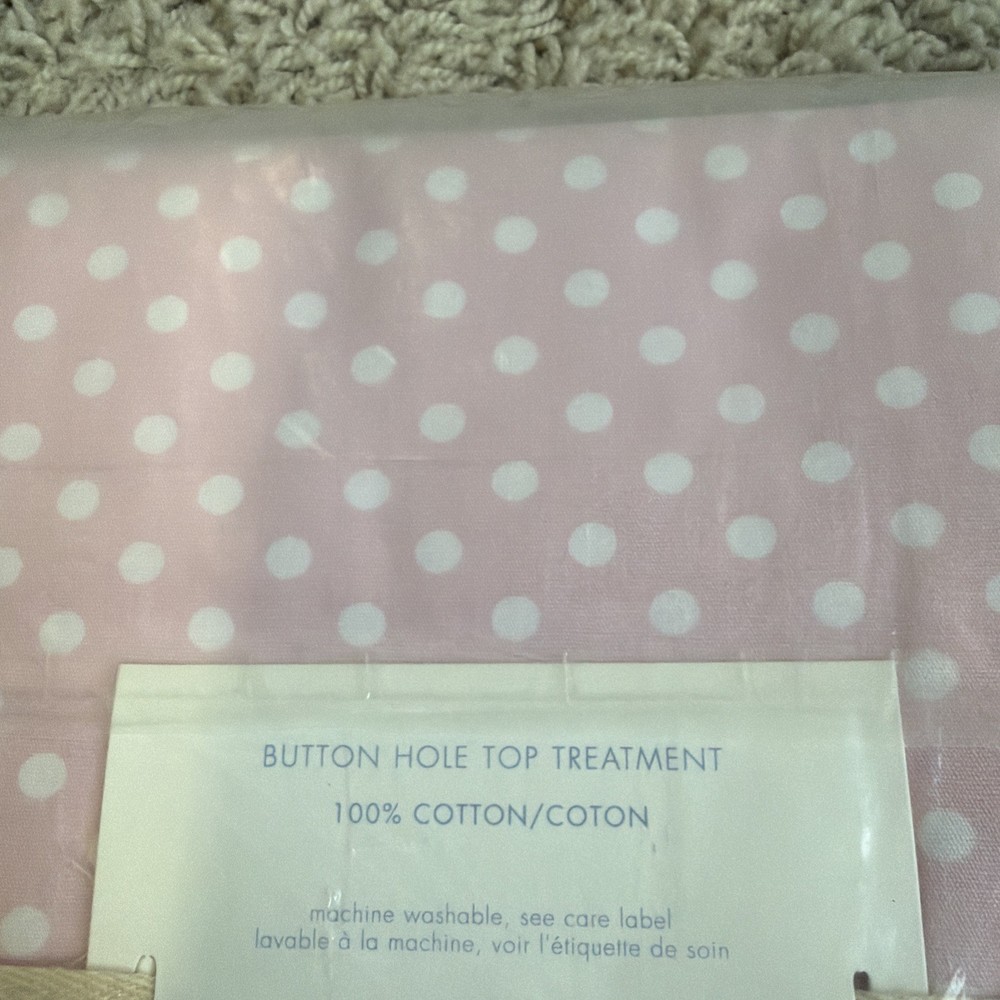 BUTTON HOLE TOP TREATMENT
100% COTTON/COTON
machine washable, see care label
lavable à la machine, voir l'étiquette de soin